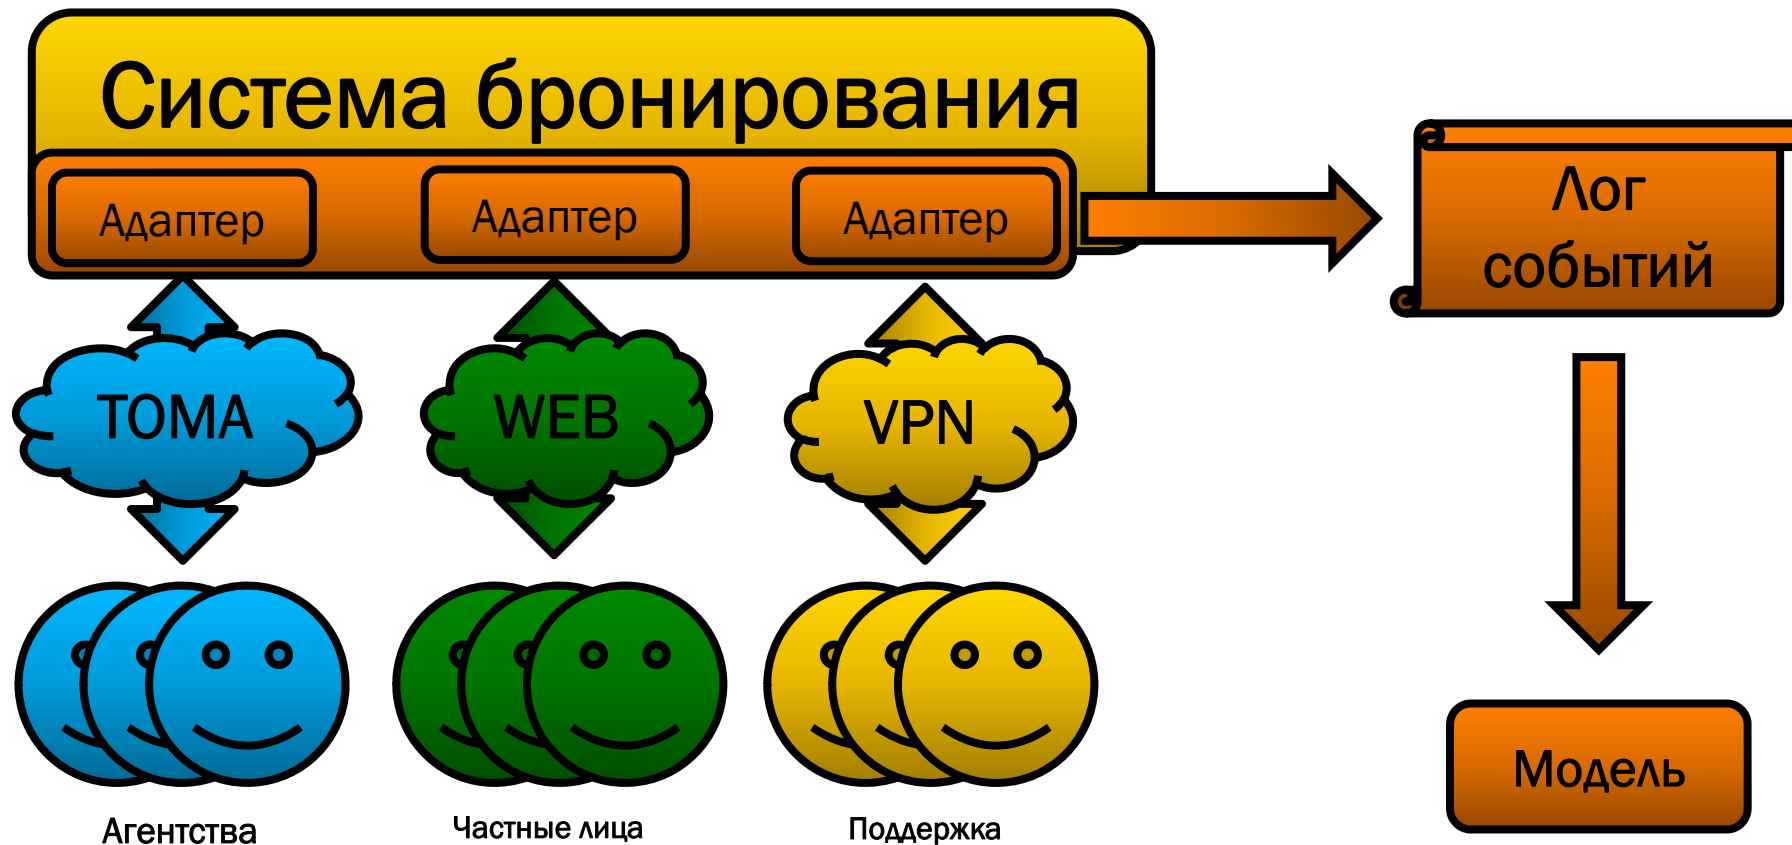 Система бронирования
Адаптер
Адаптер
Адаптер
Лог
событий
TOMA
WEB
VPN
Модель
Агентства
Частные лица
Поддержка